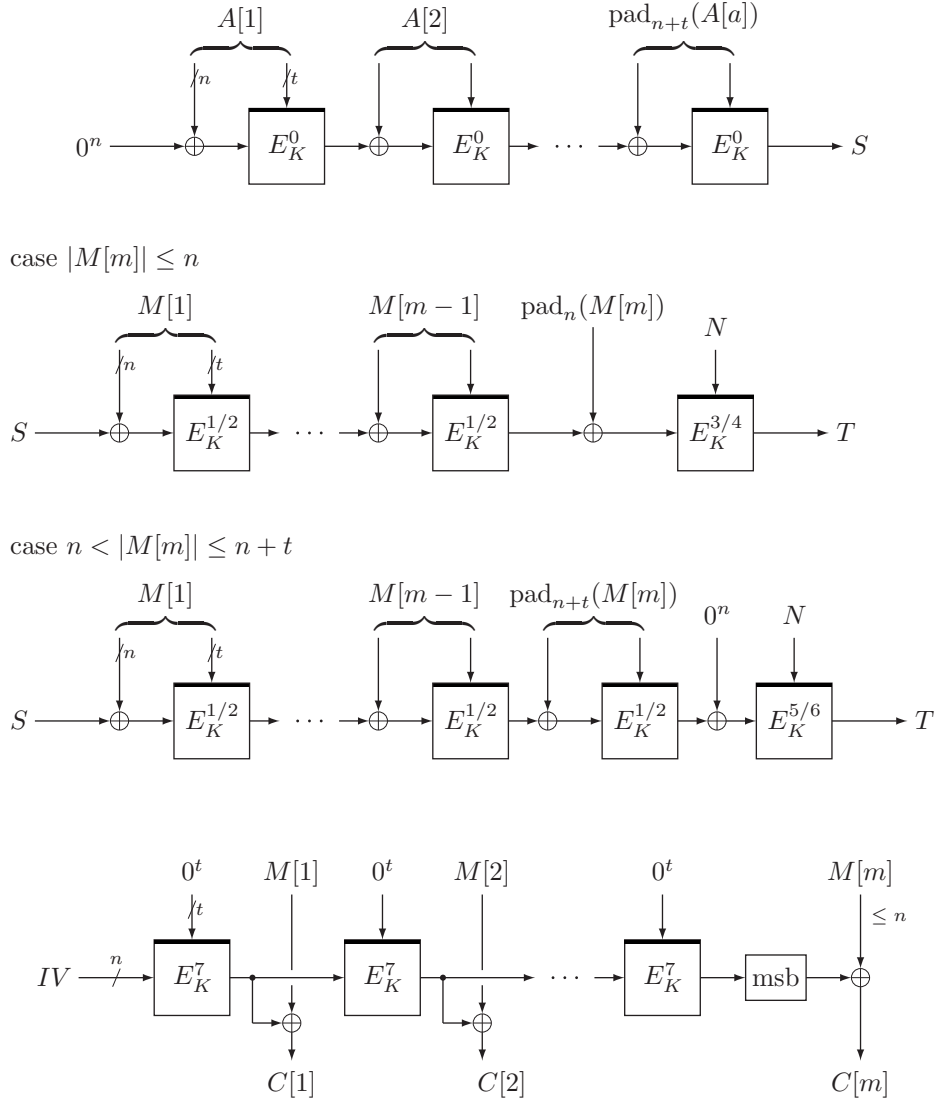 A[1] A[2] pad_{n+t}(A[a])
n t
0^n E_K^0 E_K^0 ··· E_K^0 S
case |M[m]| ≤ n
M[1] M[m − 1] pad_n(M[m]) N
n t
S E_K^{1/2} ··· E_K^{1/2} E_K^{3/4} T
case n < |M[m]| ≤ n + t
M[1] M[m − 1] pad_{n+t}(M[m]) 0^n N
n t
S E_K^{1/2} ··· E_K^{1/2} E_K^{1/2} E_K^{5/6} T
0^t M[1] 0^t M[2] 0^t M[m]
t ≤ n
IV n E_K^7 E_K^7 ··· E_K^7 msb
C[1] C[2] C[m]